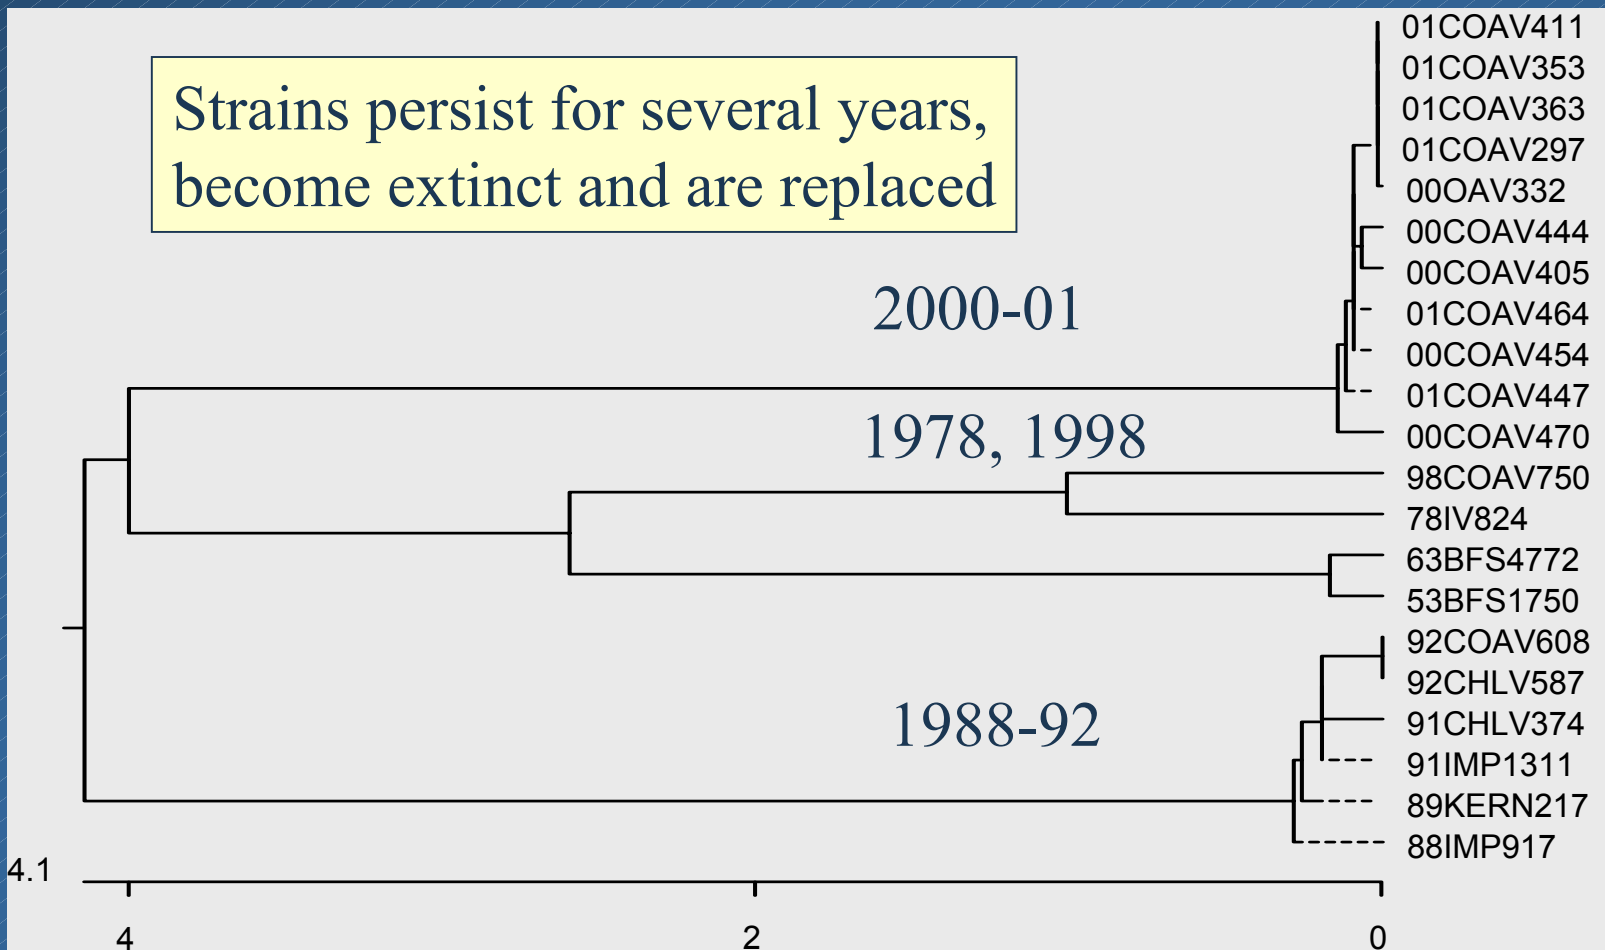 01COAV411
Strains persist for several years,
become extinct and are replaced
01COAV353
01COAV363
01COAV297
00OAV332
00COAV444
00COAV405
2000-01
01COAV464
00COAV454
01COAV447
1978, 1998
00COAV470
98COAV750
78IV824
63BFS4772
53BFS1750
92COAV608
92CHLV587
1988-92
91CHLV374
91IMP1311
89KERN217
88IMP917
4.1
4 2 0